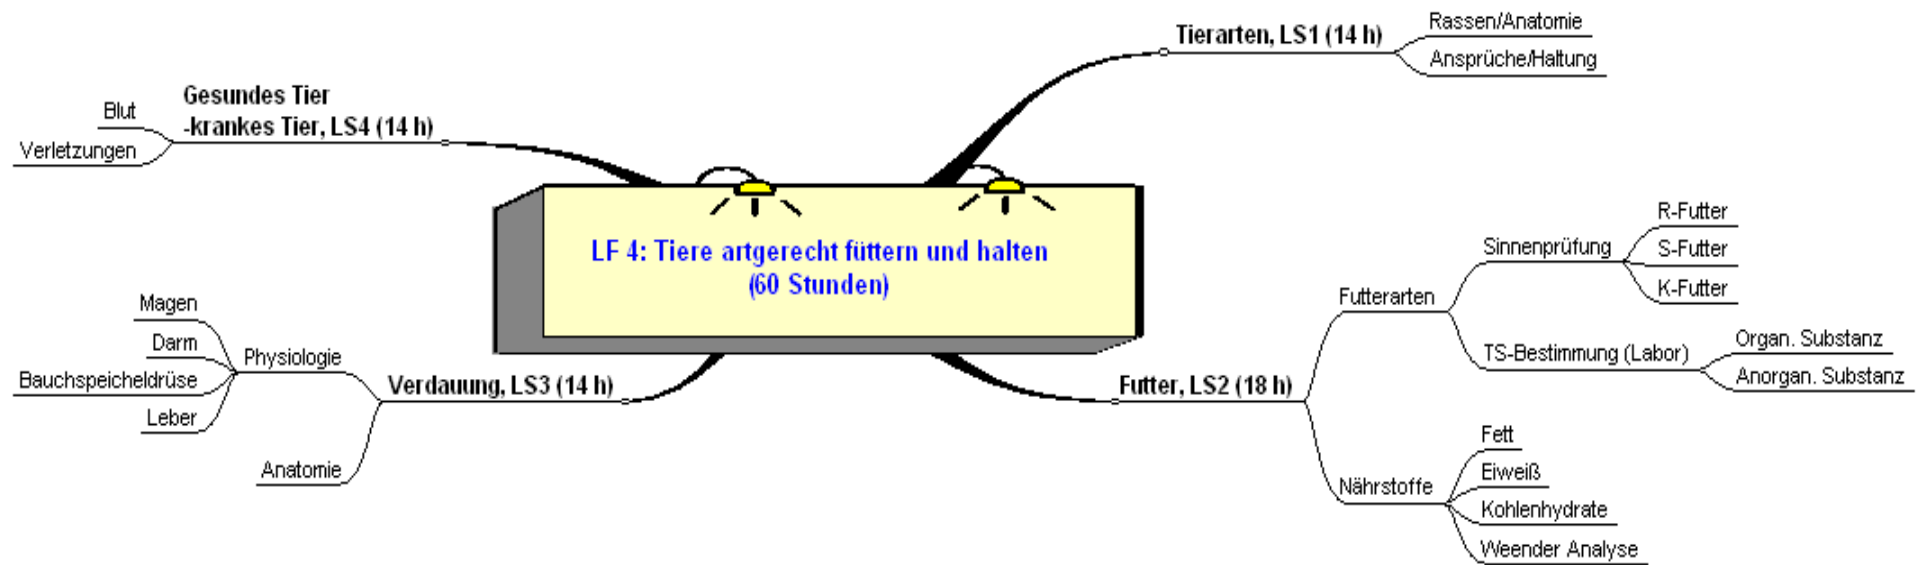 LF 4: Tiere artgerecht füttern und halten
(60 Stunden)
Tierarten, LS1 (14 h)
Rassen/Anatomie
Ansprüche/Haltung
Futter, LS2 (18 h)
Futterarten
Sinnenprüfung
R-Futter
S-Futter
K-Futter
TS-Bestimmung (Labor)
Organ. Substanz
Anorgan. Substanz
Nährstoffe
Fett
Eiweiß
Kohlenhydrate
Weender Analyse
Verdauung, LS3 (14 h)
Physiologie
Magen
Darm
Bauchspeicheldrüse
Leber
Anatomie
Gesundes Tier
-krankes Tier, LS4 (14 h)
Blut
Verletzungen